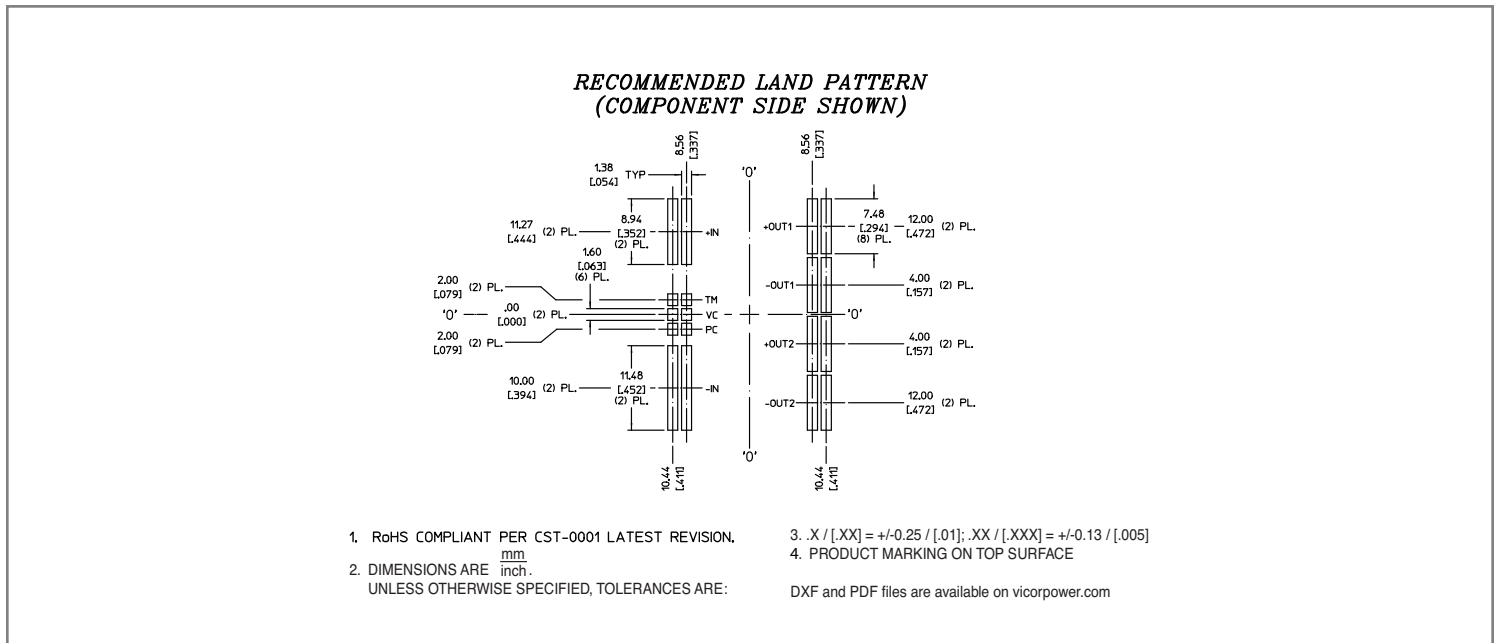 RECOMMENDED LAND PATTERN
(COMPONENT SIDE SHOWN)
8.56
[.337]
8.56
[.337]
1.38
[.054] TYP
'0'
11.27
[.444] (2) PL.
8.94
[.352]
(2) PL.
+IN
+OUT1
7.48
[.294]
(8) PL.
12.00
[.472] (2) PL.
1.60
[.063]
(6) PL.
2.00
[.079] (2) PL.
TM
-OUT1
4.00
[.157] (2) PL.
'0'
.00
[.000] (2) PL.
VC
'0'
2.00
[.079] (2) PL.
PC
+OUT2
4.00
[.157] (2) PL.
10.00
[.394] (2) PL.
11.48
[.452]
(2) PL.
-IN
-OUT2
12.00
[.472] (2) PL.
'0'
10.44
[.411]
10.44
[.411]
1. RoHS COMPLIANT PER CST-0001 LATEST REVISION.
2. DIMENSIONS ARE mm
inch.
UNLESS OTHERWISE SPECIFIED, TOLERANCES ARE:
3. .X / [.XX] = +/-0.25 / [.01]; .XX / [.XXX] = +/-0.13 / [.005]
4. PRODUCT MARKING ON TOP SURFACE
DXF and PDF files are available on vicorpower.com